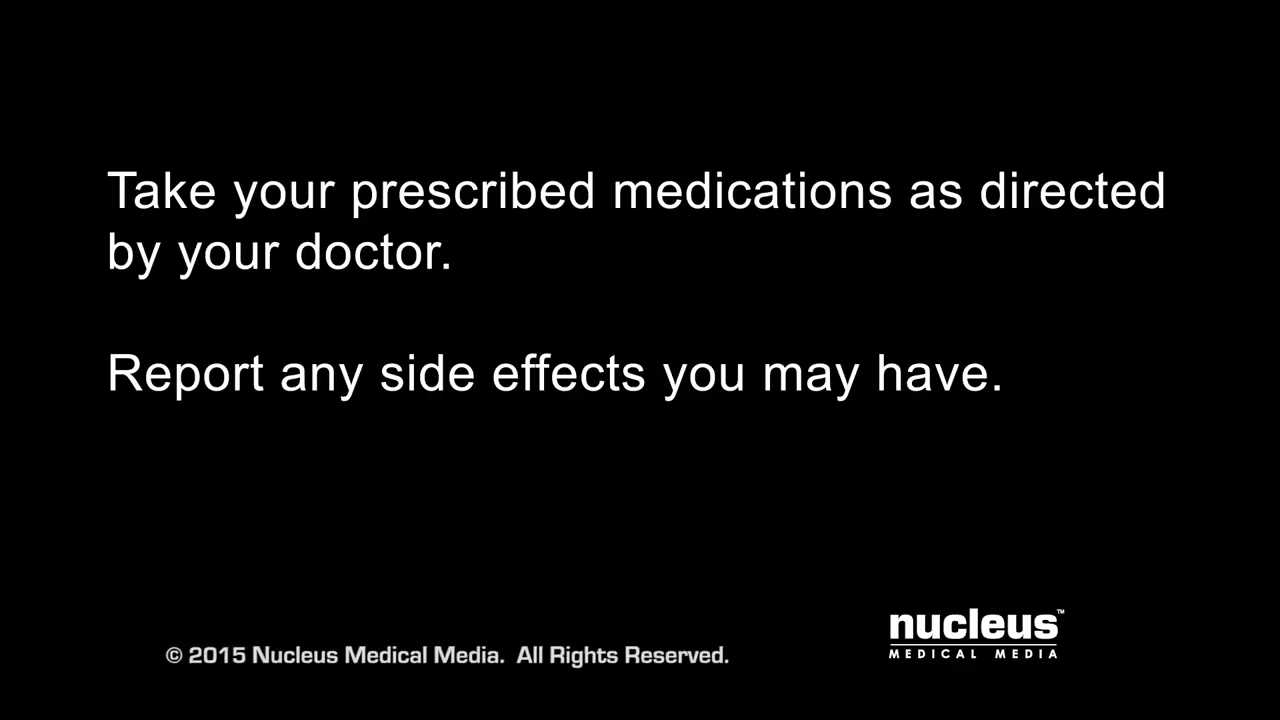 Take your prescribed medications as directed
by your doctor.
Report any side effects you may have.
nucleus™
MEDICAL MEDIA
© 2015 Nucleus Medical Media. All Rights Reserved.